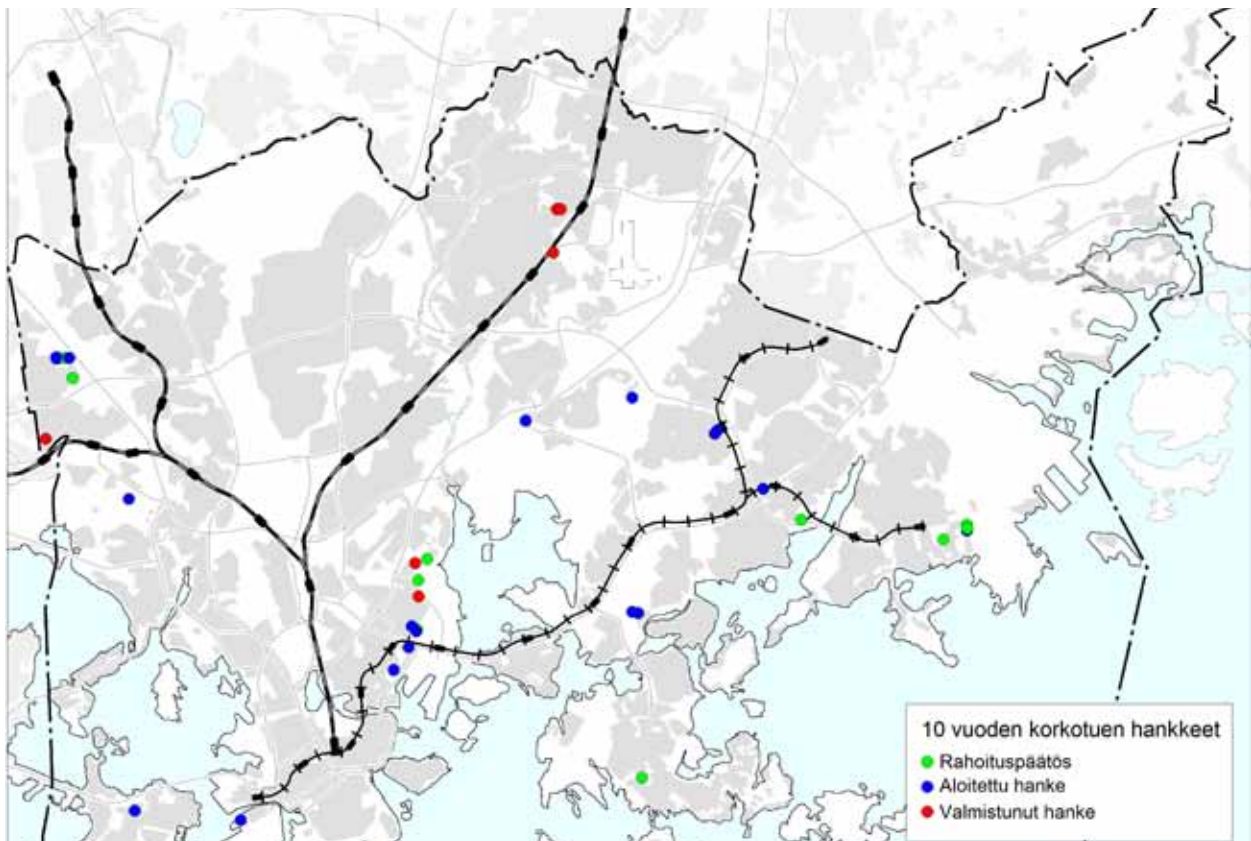 10 vuoden korkotuen hankkeet
Rahoituspäätös
Aloitettu hanke
Valmistunut hanke